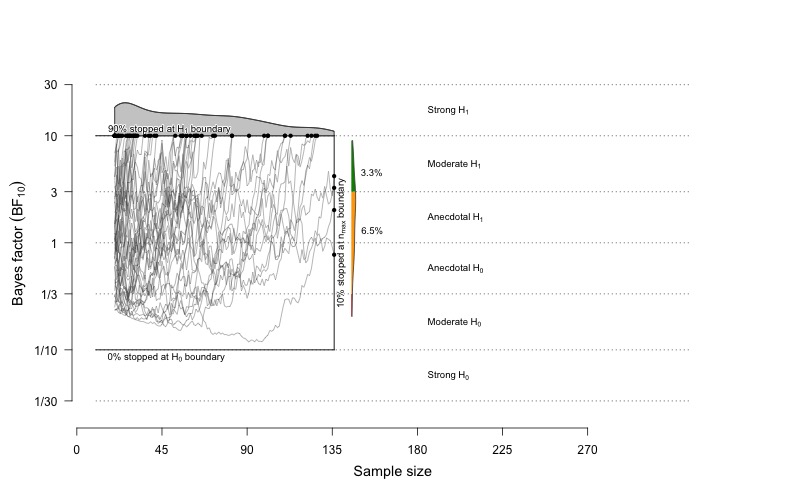 30
10
3
1
1/3
1/10
1/30
Bayes factor (BF₁₀)
90% stopped at H₁ boundary
0% stopped at H₀ boundary
10% stopped at nₘₐₓ boundary
3.3%
6.5%
Strong H₁
Moderate H₁
Anecdotal H₁
Anecdotal H₀
Moderate H₀
Strong H₀
0 45 90 135 180 225 270
Sample size